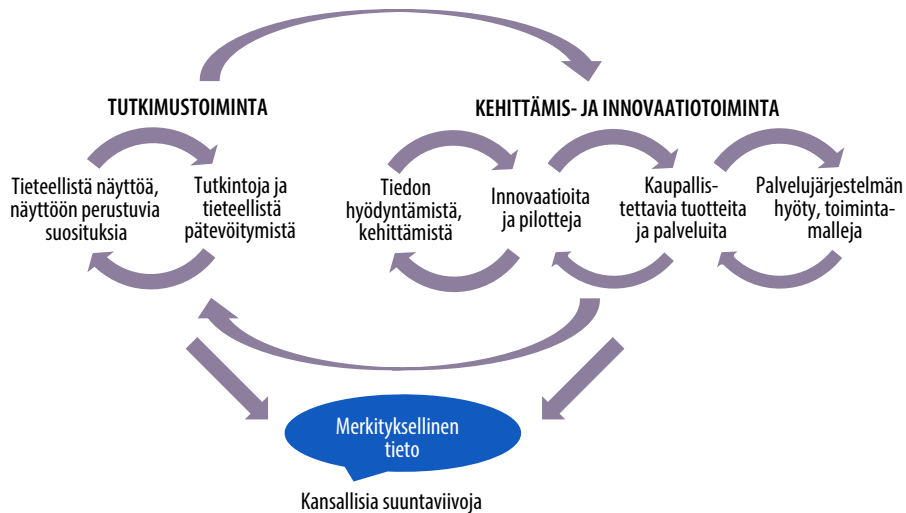 TUTKIMUSTOIMINTA
Tieteellistä näyttöä,
näyttöön perustuvia
suosituksia
Tutkintoja ja
tieteellistä
pätevöitymistä
KEHITTÄMIS- JA INNOVAATIOTOIMINTA
Tiedon
hyödyntämistä,
kehittämistä
Innovaatioita
ja pilotteja
Kaupallis-
tettavia tuotteita
ja palveluita
Palvelujärjestelmän
hyöty, toiminta-
malleja
Merkityksellinen
tieto
Kansallisia suuntaviivoja